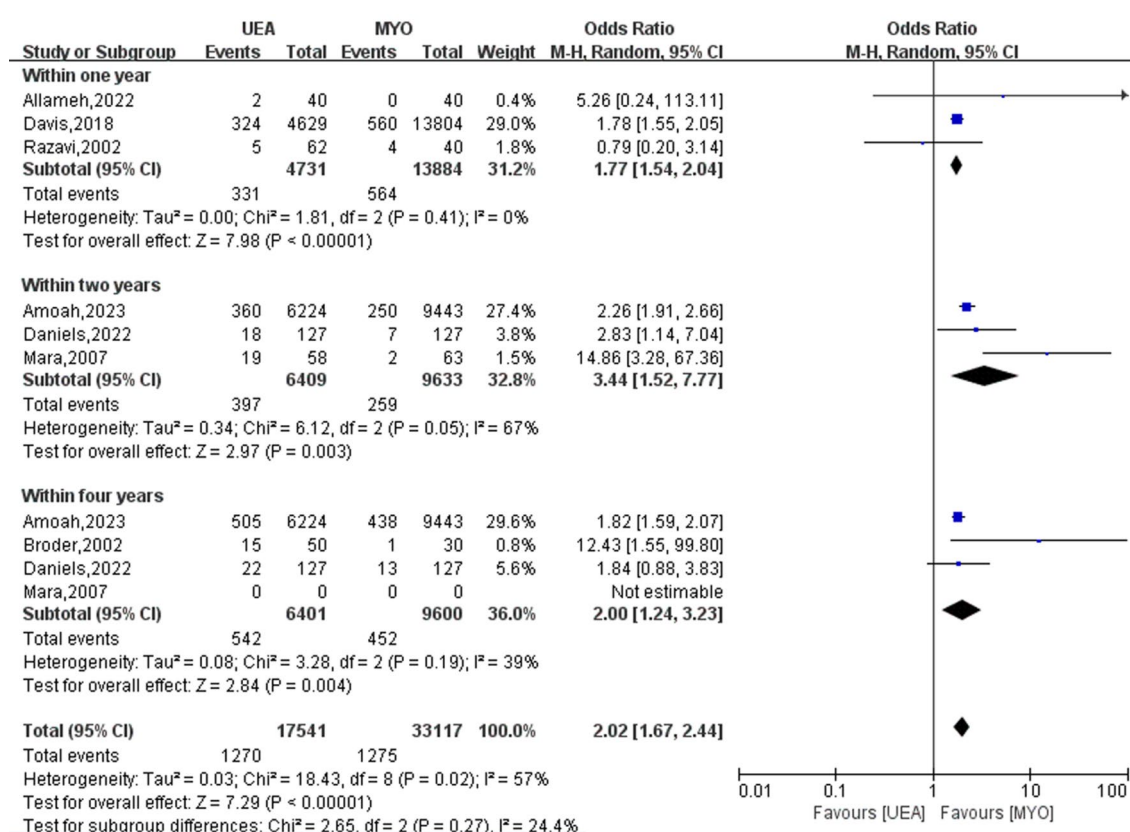 UEA MYO Odds Ratio Odds Ratio
Study or Subgroup Events Total Events Total Weight M-H, Random, 95% CI M-H, Random, 95% CI
Within one year
Allameh,2022 2 40 0 40 0.4% 5.26 [0.24, 113.11]
Davis,2018 324 4629 560 13804 29.0% 1.78 [1.55, 2.05]
Razavi,2002 5 62 4 40 1.8% 0.79 [0.20, 3.14]
Subtotal (95% CI) 4731 13884 31.2% 1.77 [1.54, 2.04]
Total events 331 564
Heterogeneity: Tau² = 0.00; Chi² = 1.81, df = 2 (P = 0.41); I² = 0%
Test for overall effect: Z = 7.98 (P < 0.00001)
Within two years
Amoah,2023 360 6224 250 9443 27.4% 2.26 [1.91, 2.66]
Daniels,2022 18 127 7 127 3.8% 2.83 [1.14, 7.04]
Mara,2007 19 58 2 63 1.5% 14.86 [3.28, 67.36]
Subtotal (95% CI) 6409 9633 32.8% 3.44 [1.52, 7.77]
Total events 397 259
Heterogeneity: Tau² = 0.34; Chi² = 6.12, df = 2 (P = 0.05); I² = 67%
Test for overall effect: Z = 2.97 (P = 0.003)
Within four years
Amoah,2023 505 6224 438 9443 29.6% 1.82 [1.59, 2.07]
Broder,2002 15 50 1 30 0.8% 12.43 [1.55, 99.80]
Daniels,2022 22 127 13 127 5.6% 1.84 [0.88, 3.83]
Mara,2007 0 0 0 0 Not estimable
Subtotal (95% CI) 6401 9600 36.0% 2.00 [1.24, 3.23]
Total events 542 452
Heterogeneity: Tau² = 0.08; Chi² = 3.28, df = 2 (P = 0.19); I² = 39%
Test for overall effect: Z = 2.84 (P = 0.004)
Total (95% CI) 17541 33117 100.0% 2.02 [1.67, 2.44]
Total events 1270 1275
Heterogeneity: Tau² = 0.03; Chi² = 18.43, df = 8 (P = 0.02); I² = 57%
Test for overall effect: Z = 7.29 (P < 0.00001)
Test for subgroup differences: Chi² = 2.65, df = 2 (P = 0.27), I² = 24.4%
0.01 0.1 1 10 100
Favours [UEA] Favours [MYO]